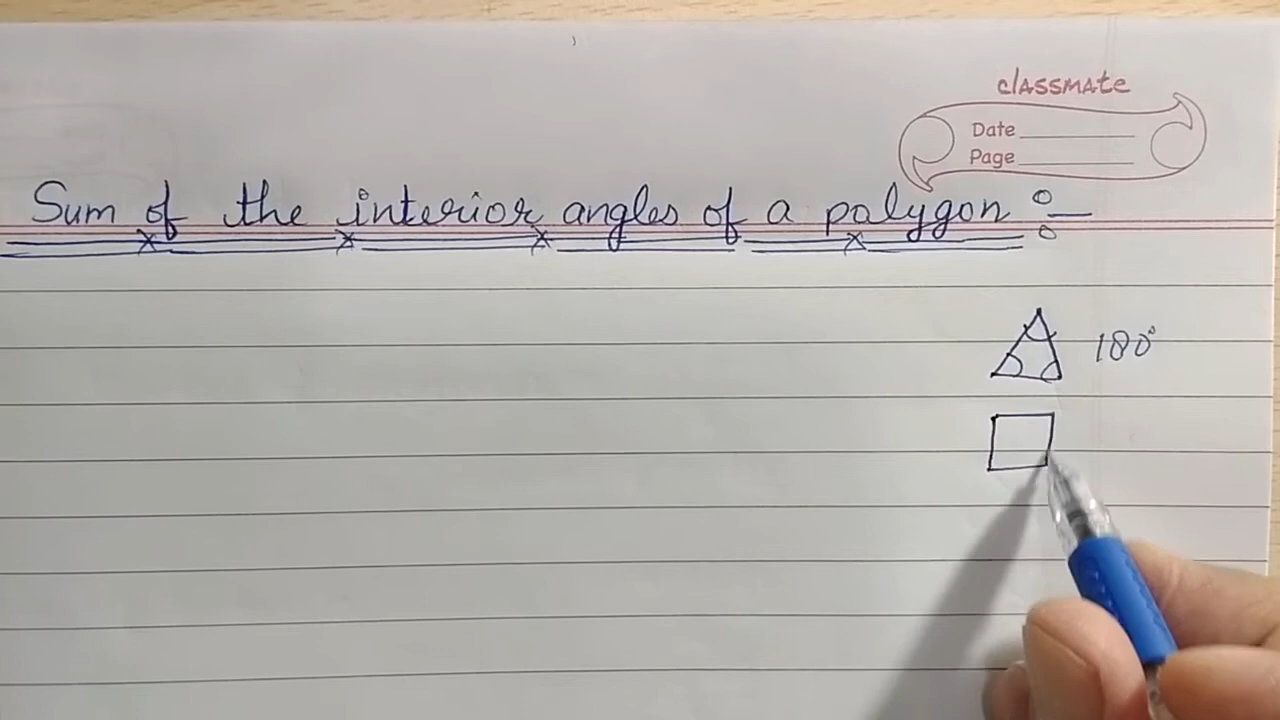 classmate
Date
Page
Sum of the interior angles of a polygon :-
180°